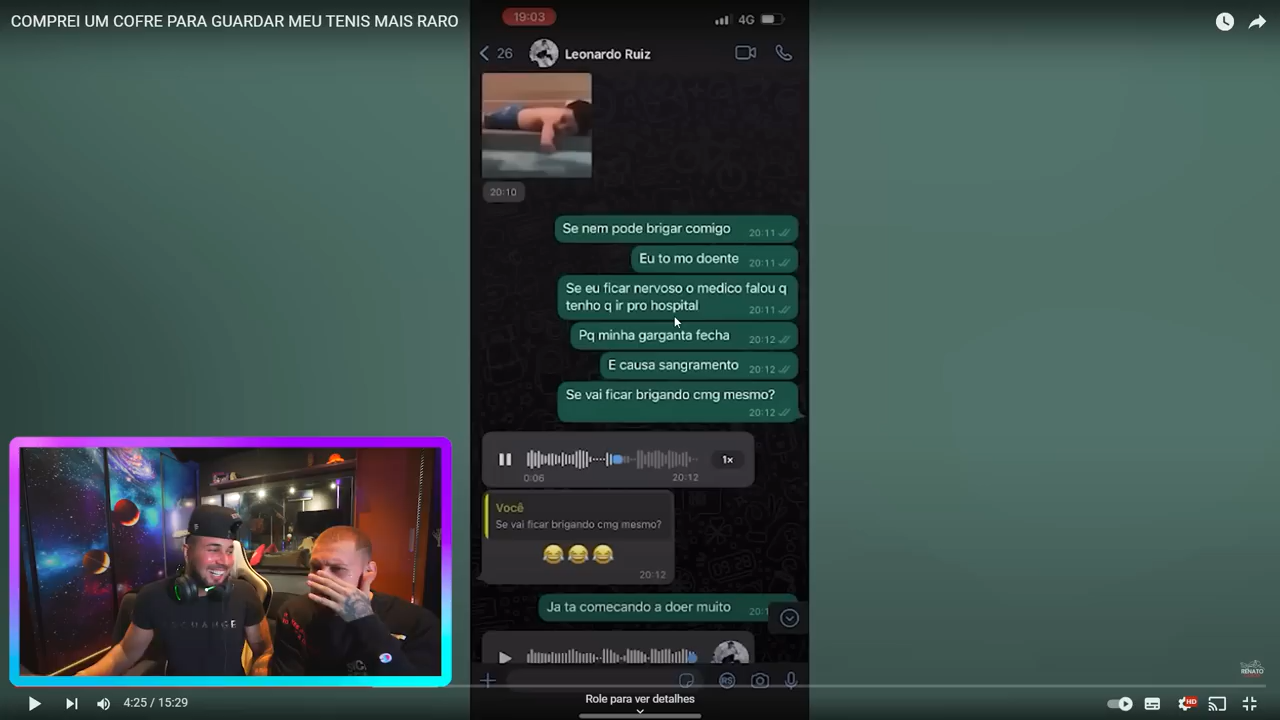 COMPREI UM COFRE PARA GUARDAR MEU TENIS MAIS RARO
19:03
4G
26
Leonardo Ruiz
20:10
Se nem pode brigar comigo 20:11
Eu to mo doente 20:11
Se eu ficar nervoso o medico falou q
tenho q ir pro hospital 20:11
Pq minha garganta fecha 20:12
E causa sangramento 20:12
Se vai ficar brigando cmg mesmo?
20:12
1x
0:06 20:12
Você
Se vai ficar brigando cmg mesmo?
20:12
Ja ta comecando a doer muito
RS
Role para ver detalhes
4:25 / 15:29
HD
RENATO